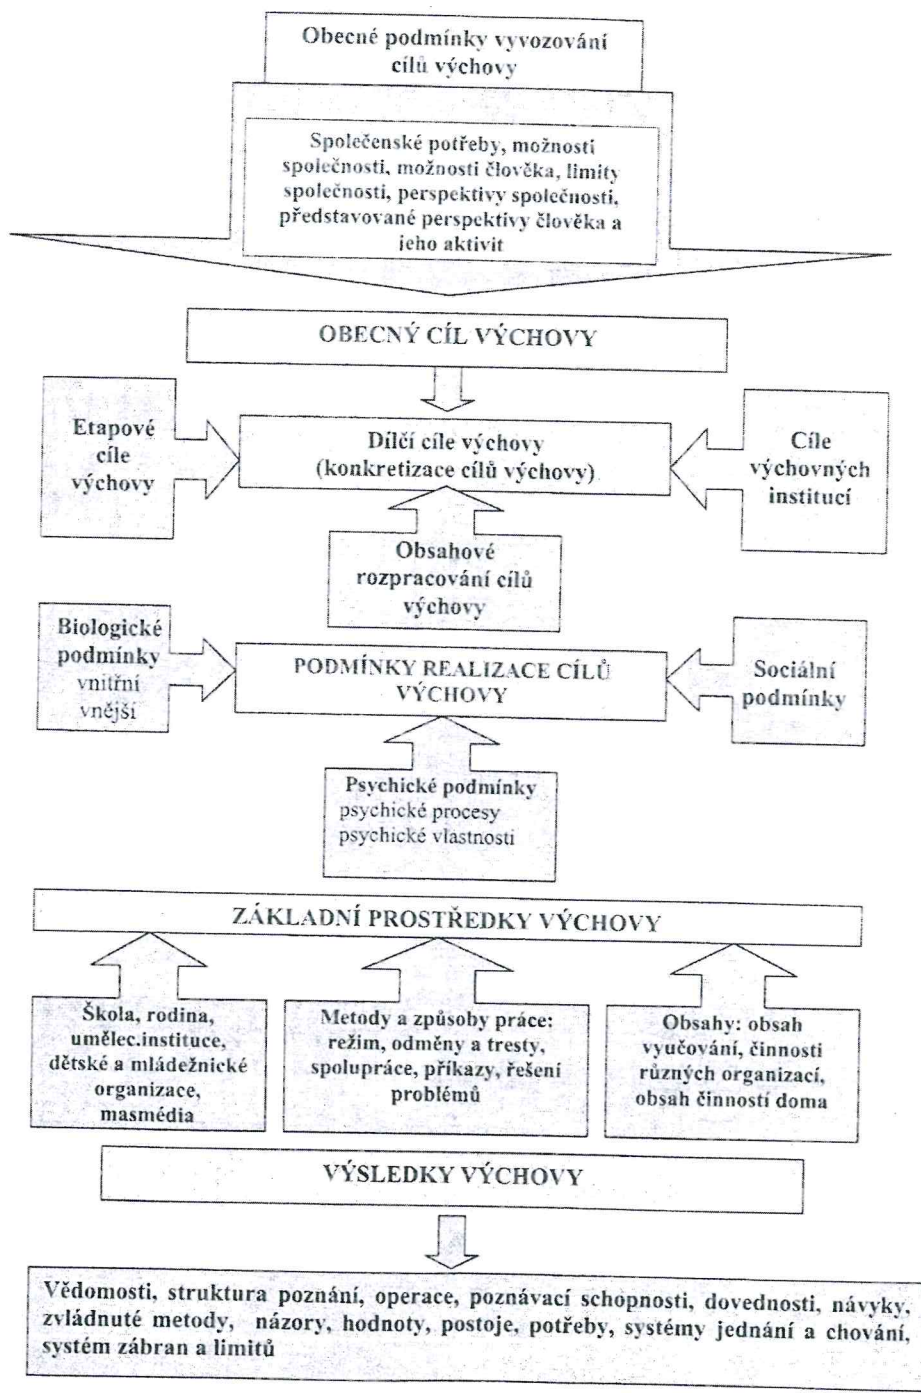 Obecné podmínky vyvozování
cílů výchovy
Společenské potřeby, možnosti
společnosti, možnosti člověka, limity
společnosti, perspektivy společnosti,
představované perspektivy člověka a
jeho aktivit
OBECNÝ CÍL VÝCHOVY
Etapové
cíle
výchovy
Dílčí cíle výchovy
(konkretizace cílů výchovy)
Cíle
výchovných
institucí
Obsahové
rozpracování cílů
výchovy
Biologické
podmínky
vnitřní
vnější
PODMÍNKY REALIZACE CÍLŮ
VÝCHOVY
Sociální
podmínky
Psychické podmínky
psychické procesy
psychické vlastnosti
ZÁKLADNÍ PROSTŘEDKY VÝCHOVY
Škola, rodina,
umělec.instituce,
dětské a mládežnické
organizace,
masmédia
Metody a způsoby práce:
režim, odměny a tresty,
spolupráce, příkazy, řešení
problémů
Obsahy: obsah
vyučování, činnosti
různých organizací,
obsah činností doma
VÝSLEDKY VÝCHOVY
Vědomosti, struktura poznání, operace, poznávací schopnosti, dovednosti, návyky,
zvládnuté metody, názory, hodnoty, postoje, potřeby, systémy jednání a chování,
systém zábran a limitů